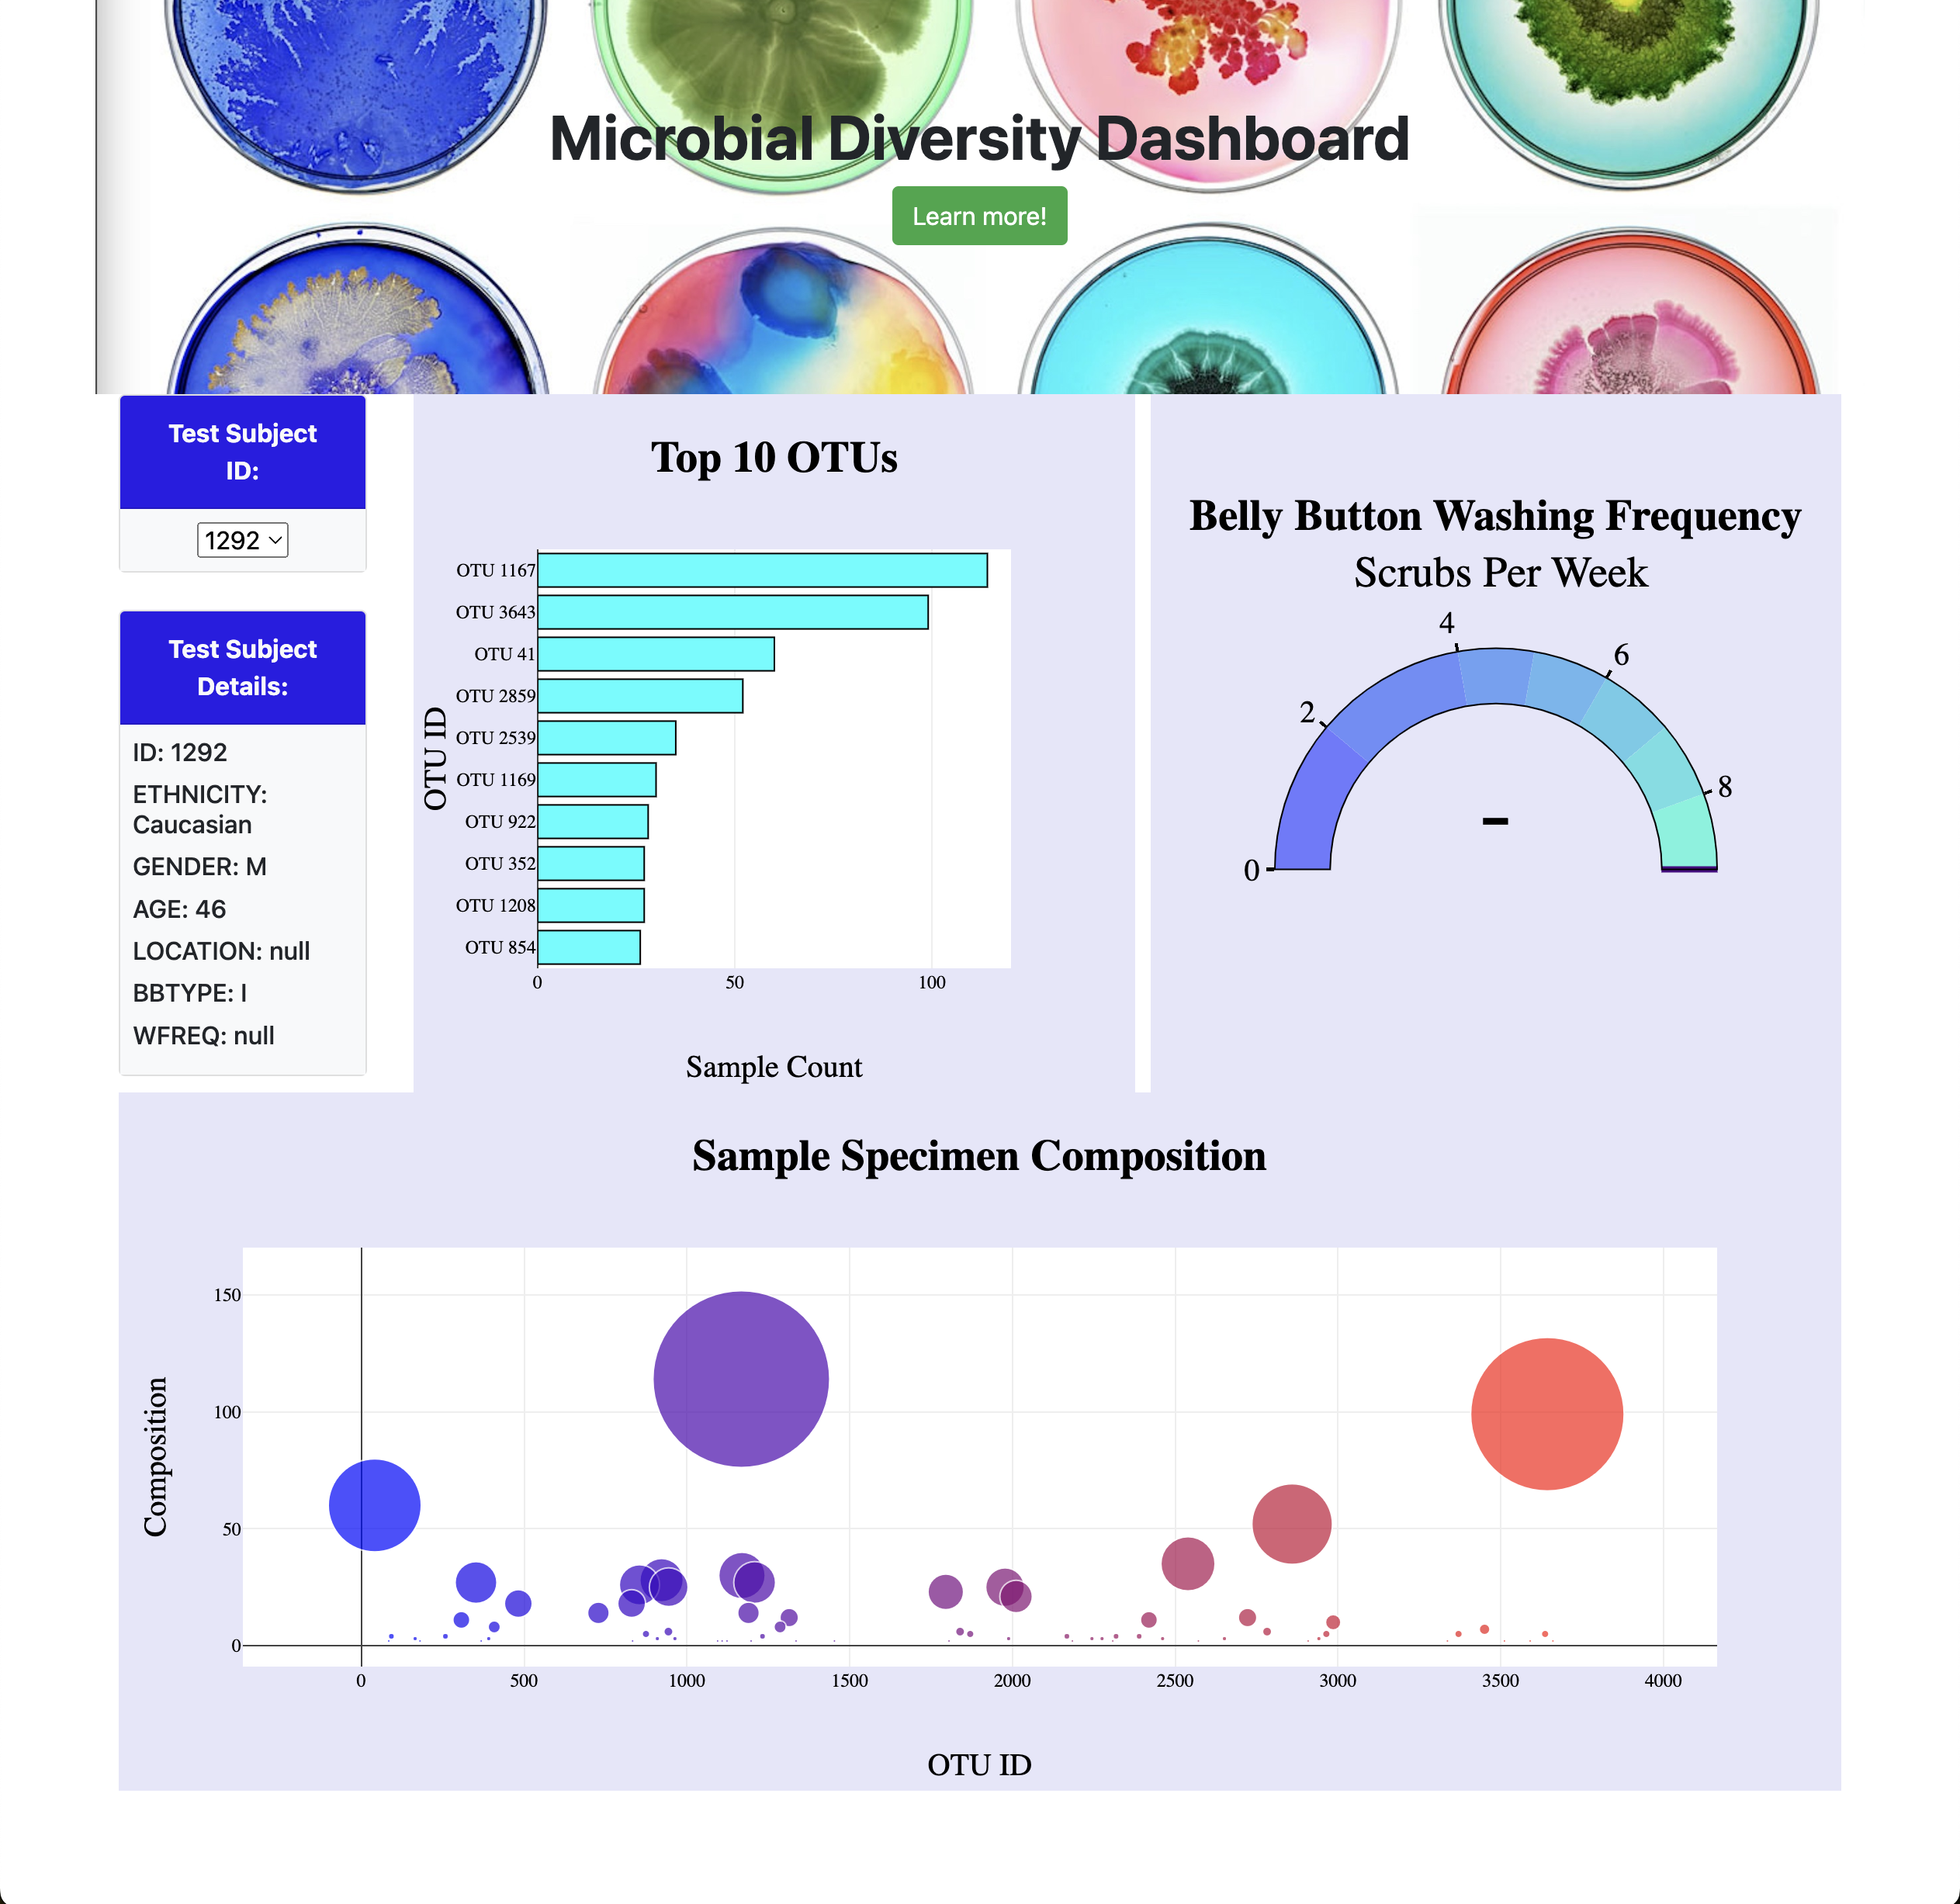 Microbial Diversity Dashboard
Learn more!
Test Subject
ID:
1292
Test Subject
Details:
ID: 1292
ETHNICITY:
Caucasian
GENDER: M
AGE: 46
LOCATION: null
BBTYPE: I
WFREQ: null
Top 10 OTUs
OTU ID
OTU 1167
OTU 3643
OTU 41
OTU 2859
OTU 2539
OTU 1169
OTU 922
OTU 352
OTU 1208
OTU 854
0 50 100
Sample Count
Belly Button Washing Frequency
Scrubs Per Week
0
2
4
6
8
-
Sample Specimen Composition
Composition
150
100
50
0
0 500 1000 1500 2000 2500 3000 3500 4000
OTU ID